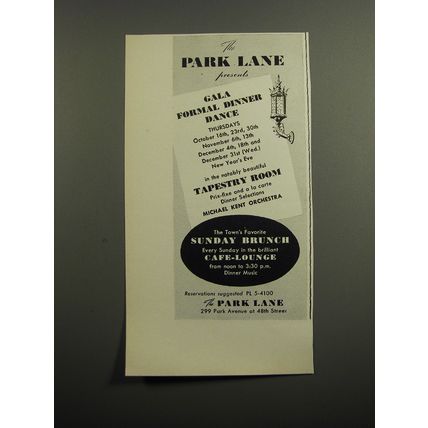 The
PARK LANE
presents
GALA
FORMAL DINNER
DANCE
THURSDAYS
October 16th, 23rd, 30th
November 6th, 13th
December 4th, 18th and
December 31st (Wed.)
New Year's Eve
in the notably beautiful
TAPESTRY ROOM
Prix-fixe and a la carte
Dinner Selections
MICHAEL KENT ORCHESTRA
The Town's Favorite
SUNDAY BRUNCH
Every Sunday in the brilliant
CAFE-LOUNGE
from noon to 3:30 p.m.
Dinner Music
Reservations suggested PL 5-4100
The PARK LANE
299 Park Avenue at 48th Street